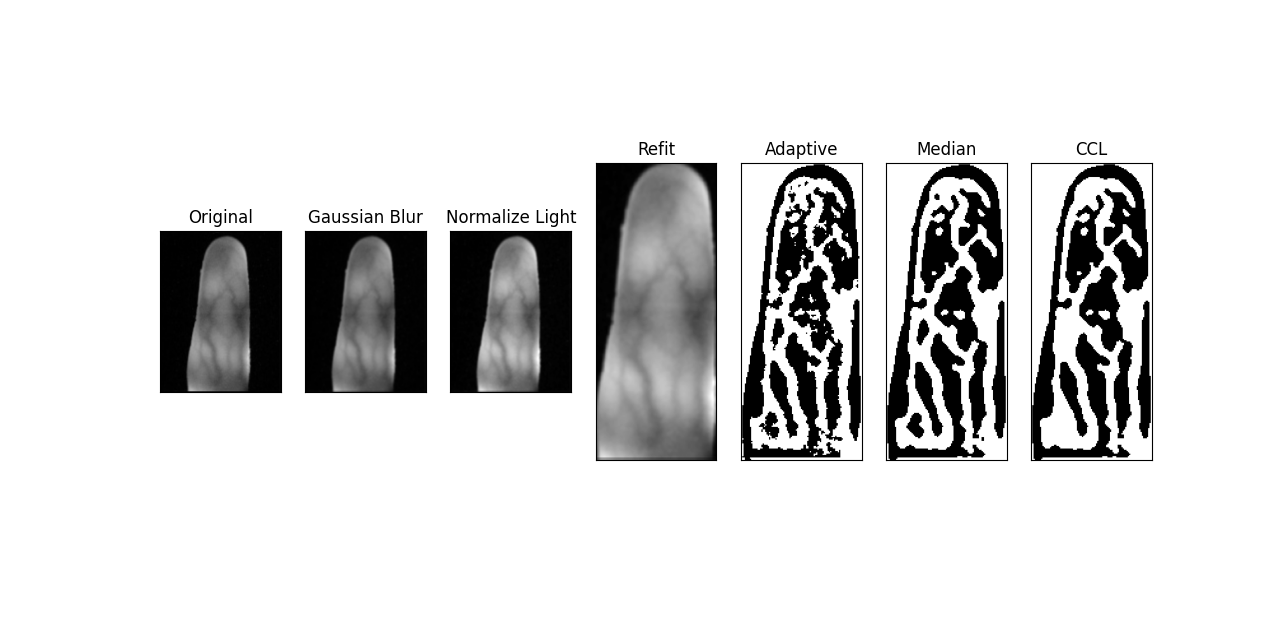 Original
Gaussian Blur
Normalize Light
Refit
Adaptive
Median
CCL